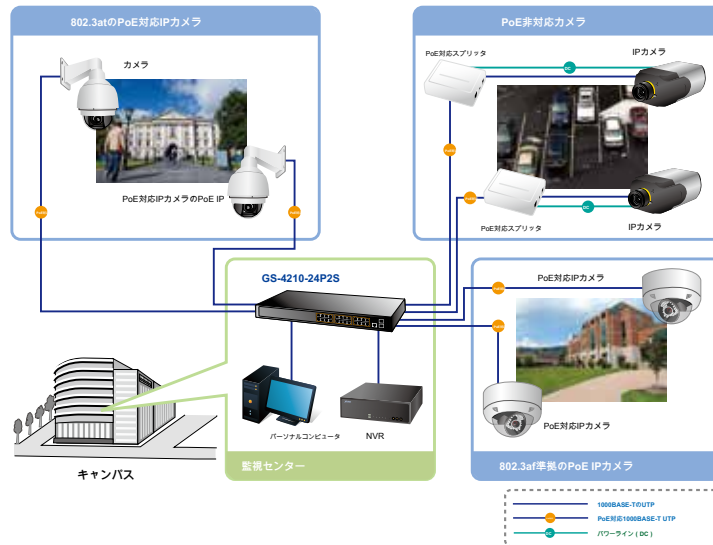 802.3atのPoE対応IPカメラ
カメラ
PoE対応IPカメラのPoE IP
PoE非対応カメラ
PoE対応スプリッタ
IPカメラ
DC
DC
PoE対応スプリッタ
IPカメラ
GS-4210-24P2S
パーソナルコンピュータ
NVR
監視センター
キャンパス
PoE対応IPカメラ
PoE対応IPカメラ
802.3af準拠のPoE IPカメラ
1000BASE-TのUTP
PoE対応1000BASE-T UTP
DC
パワーライン ( DC )